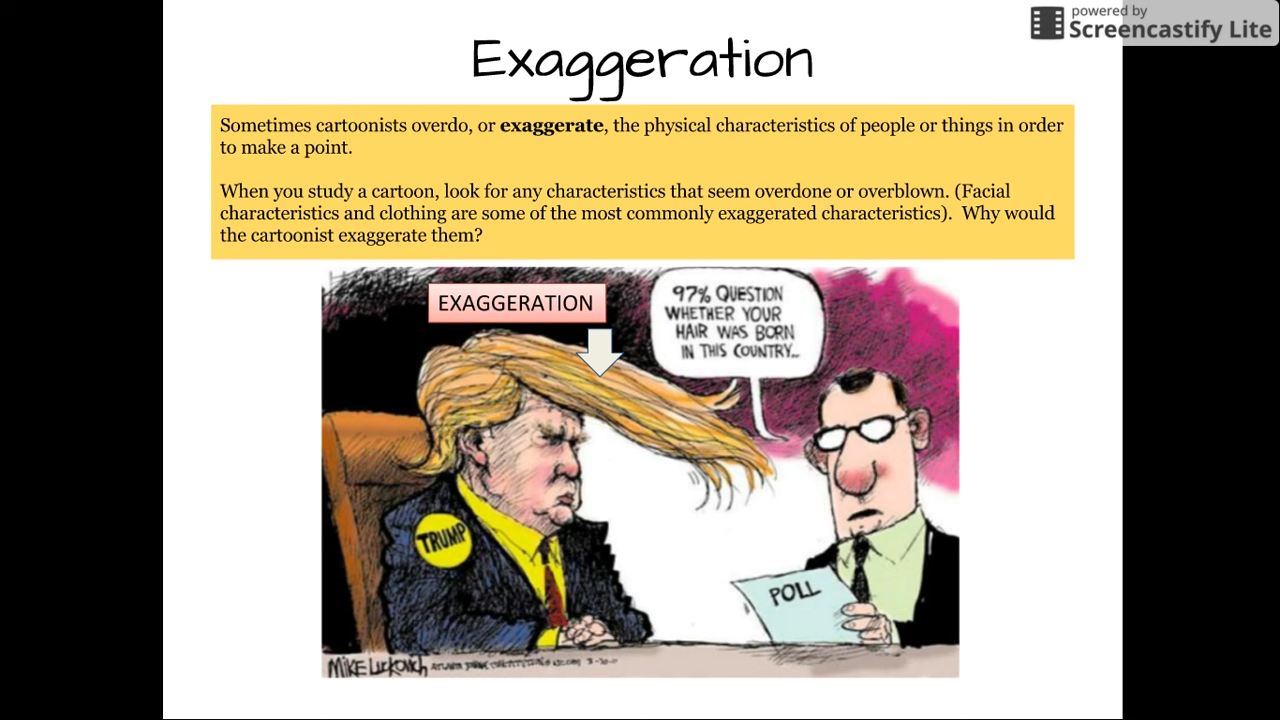 powered by
Screencastify Lite
Exaggeration
Sometimes cartoonists overdo, or exaggerate, the physical characteristics of people or things in order
to make a point.
When you study a cartoon, look for any characteristics that seem overdone or overblown. (Facial
characteristics and clothing are some of the most commonly exaggerated characteristics).  Why would
the cartoonist exaggerate them?
EXAGGERATION
97% QUESTION
WHETHER YOUR
HAIR WAS BORN
IN THIS COUNTRY...
TRUMP
POLL
MIKE LUCKOVICH